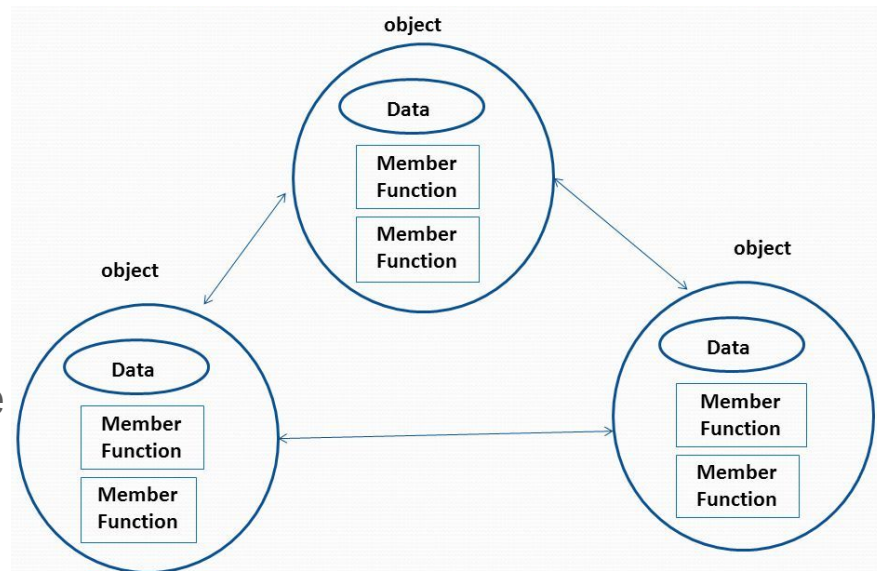 object
Data
Member
Function
Member
Function
object
Data
Member
Function
Member
Function
object
Data
Member
Function
Member
Function
e